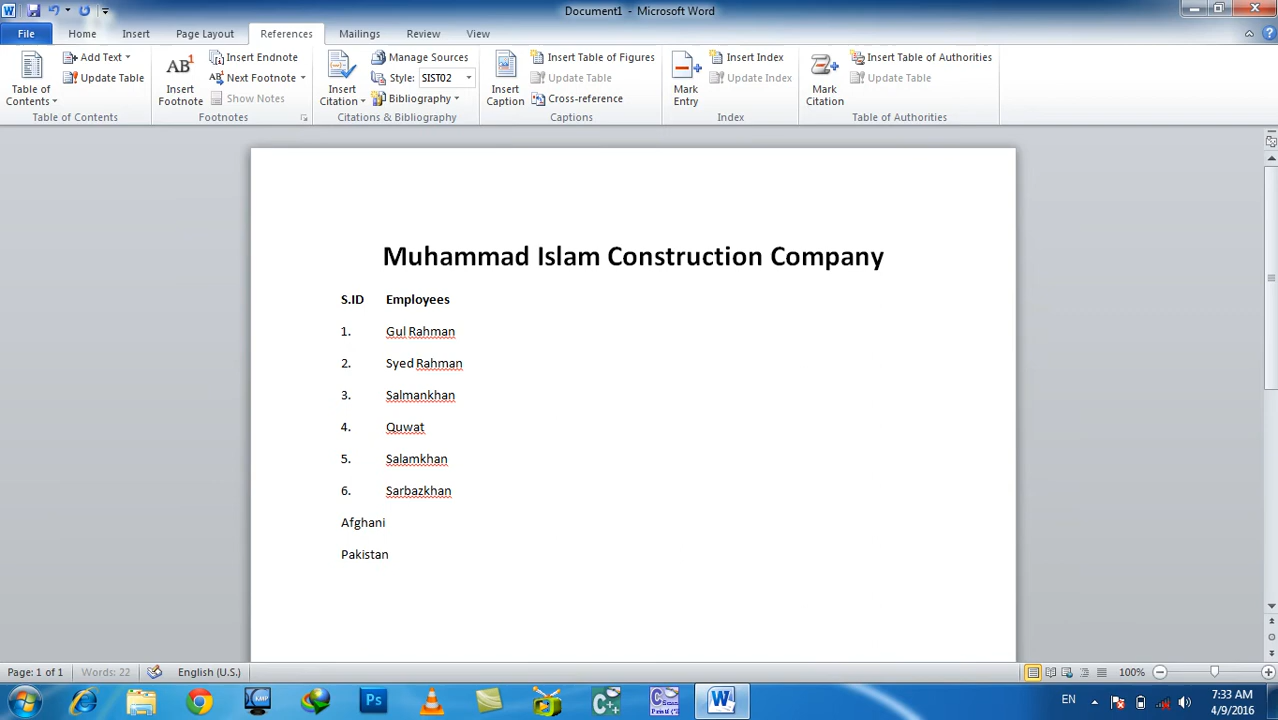 Document1 - Microsoft Word
File Home Insert Page Layout References Mailings Review View
Table of Contents
Add Text
Update Table
Table of Contents
AB1
Insert Footnote
Insert Endnote
Next Footnote
Show Notes
Footnotes
Insert Citation
Manage Sources
Style: SIST02
Bibliography
Citations & Bibliography
Insert Caption
Insert Table of Figures
Update Table
Cross-reference
Captions
Mark Entry
Insert Index
Update Index
Index
Mark Citation
Insert Table of Authorities
Update Table
Table of Authorities
Muhammad Islam Construction Company
S.ID Employees
1. Gul Rahman
2. Syed Rahman
3. Salmankhan
4. Quwat
5. Salamkhan
6. Sarbazkhan
Afghani
Pakistan
Page: 1 of 1 Words: 22 English (U.S.) 100%
Ps C++ EN 7:33 AM
4/9/2016